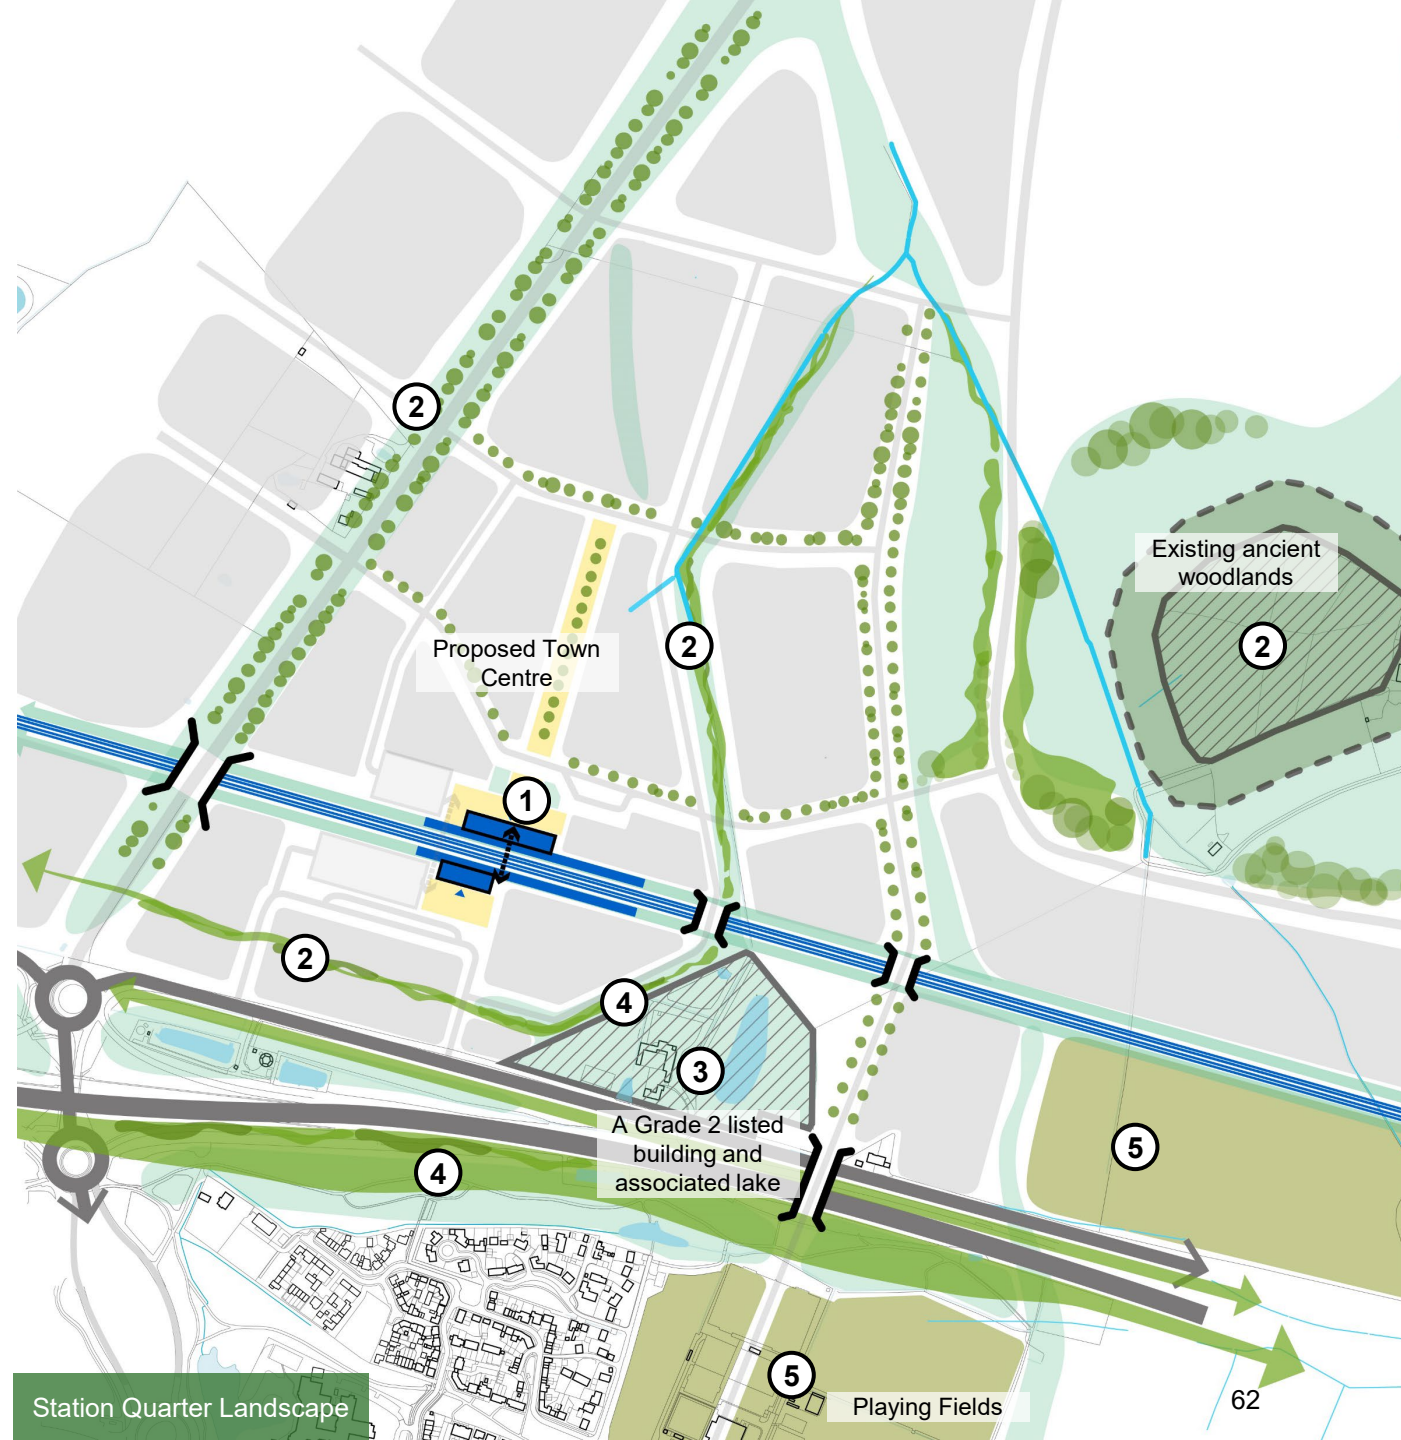 2
Existing ancient
woodlands
2
Proposed Town
Centre
2
1
2
4
3
A Grade 2 listed
building and
associated lake
5
4
5
Playing Fields
62
Station Quarter Landscape